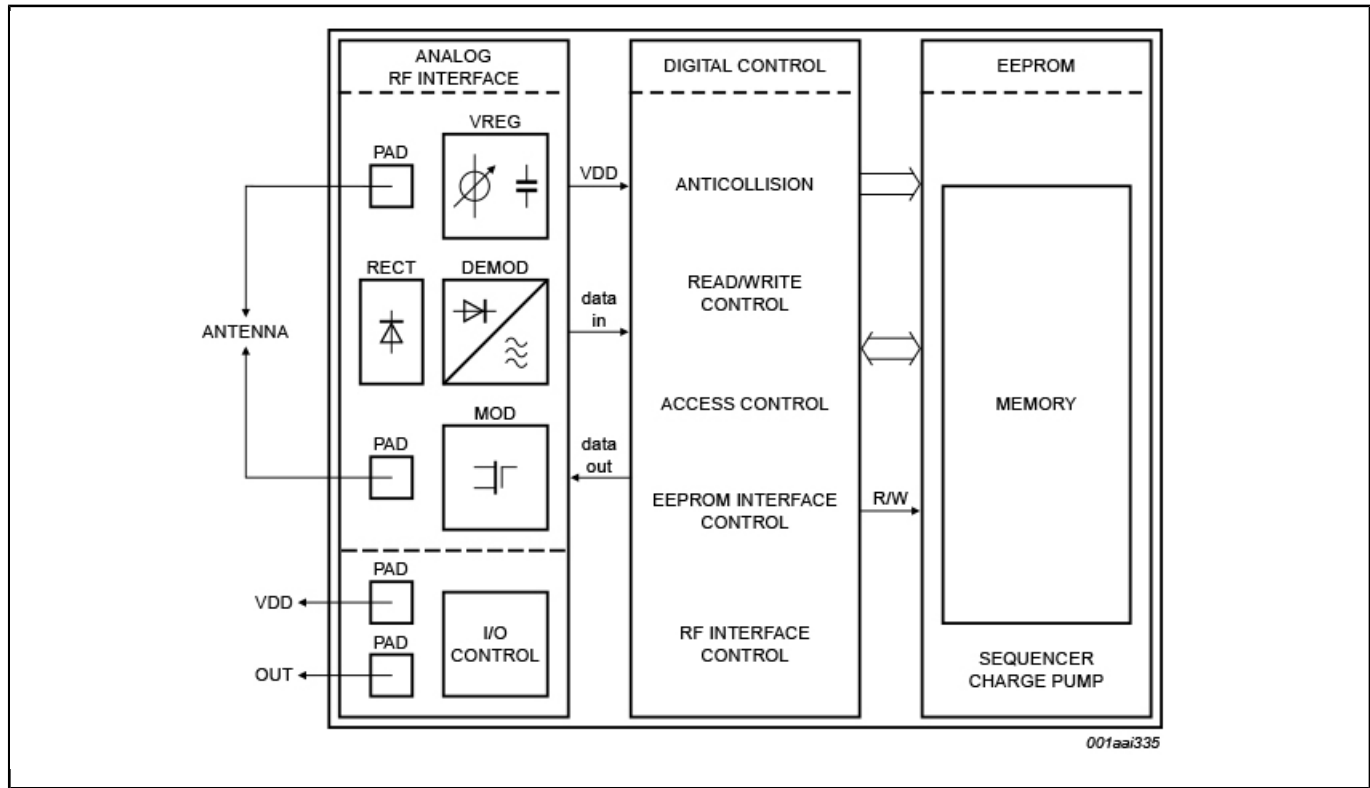 ANALOG
RF INTERFACE
VREG
PAD
RECT
DEMOD
ANTENNA
MOD
PAD
PAD
VDD
PAD
OUT
I/O
CONTROL
VDD
data
in
data
out
DIGITAL CONTROL
ANTICOLLISION
READ/WRITE
CONTROL
ACCESS CONTROL
EEPROM INTERFACE
CONTROL
RF INTERFACE
CONTROL
R/W
EEPROM
MEMORY
SEQUENCER
CHARGE PUMP
001aai335